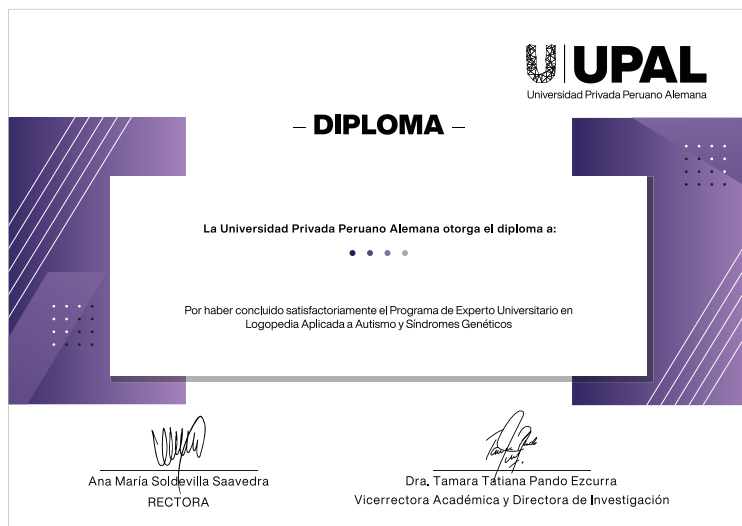 UPAL
Universidad Privada Peruano Alemana
– DIPLOMA –
La Universidad Privada Peruano Alemana otorga el diploma a:
Por haber concluido satisfactoriamente el Programa de Experto Universitario en
Logopedia Aplicada a Autismo y Síndromes Genéticos
Ana María Soldevilla Saavedra
RECTORA
Dra. Tamara Tatiana Pando Ezcurra
Vicerrectora Académica y Directora de Investigación